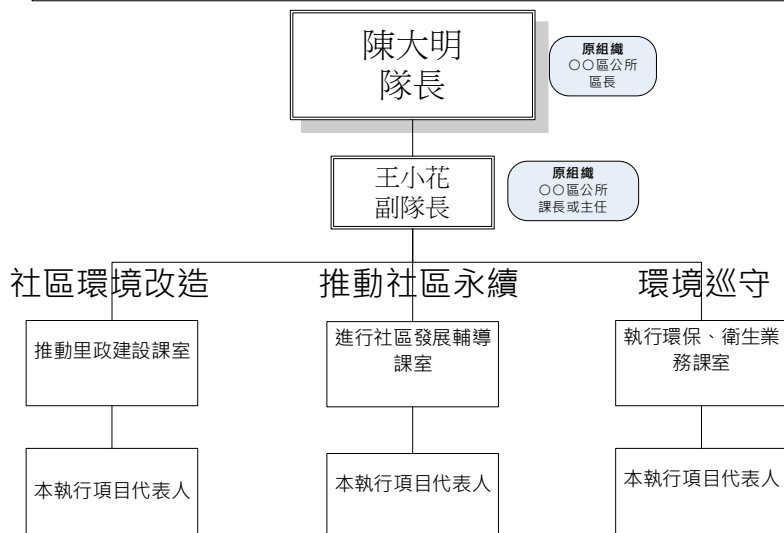 陳大明
隊長
原組織
○○區公所
區長
王小花
副隊長
原組織
○○區公所
課長或主任
社區環境改造
推動社區永續
環境巡守
推動里政建設課室
進行社區發展輔導
課室
執行環保、衛生業
務課室
本執行項目代表人
本執行項目代表人
本執行項目代表人